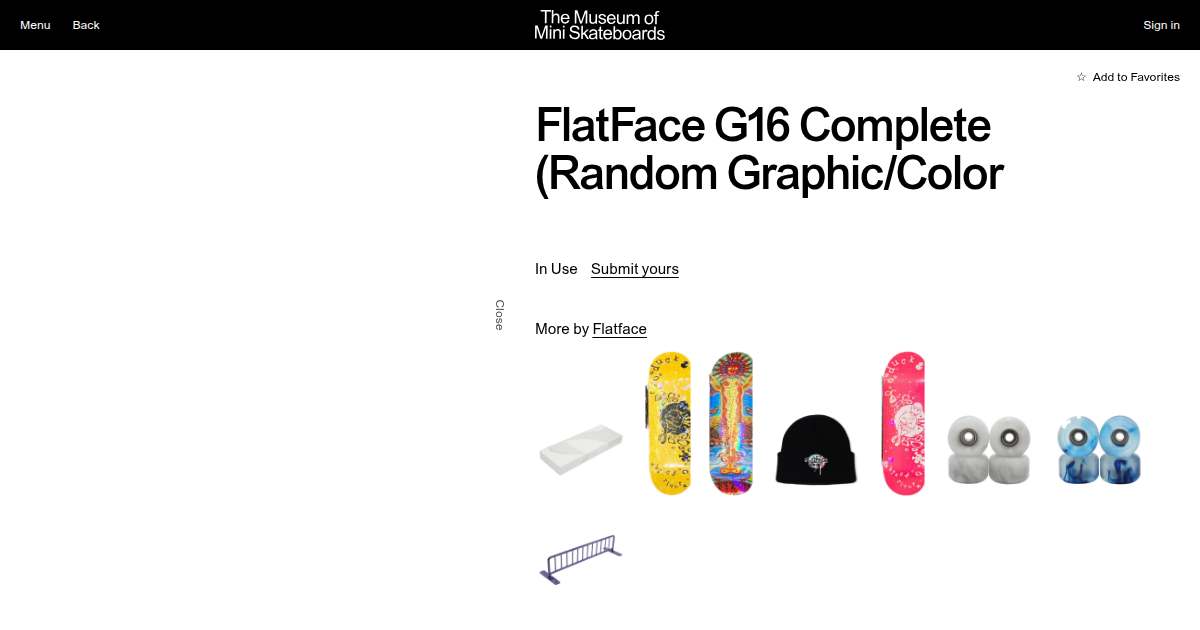 Menu
Back
The Museum of
Mini Skateboards
Sign in
☆ Add to Favorites
FlatFace G16 Complete
(Random Graphic/Color
In Use
Submit yours
Close
More by Flatface